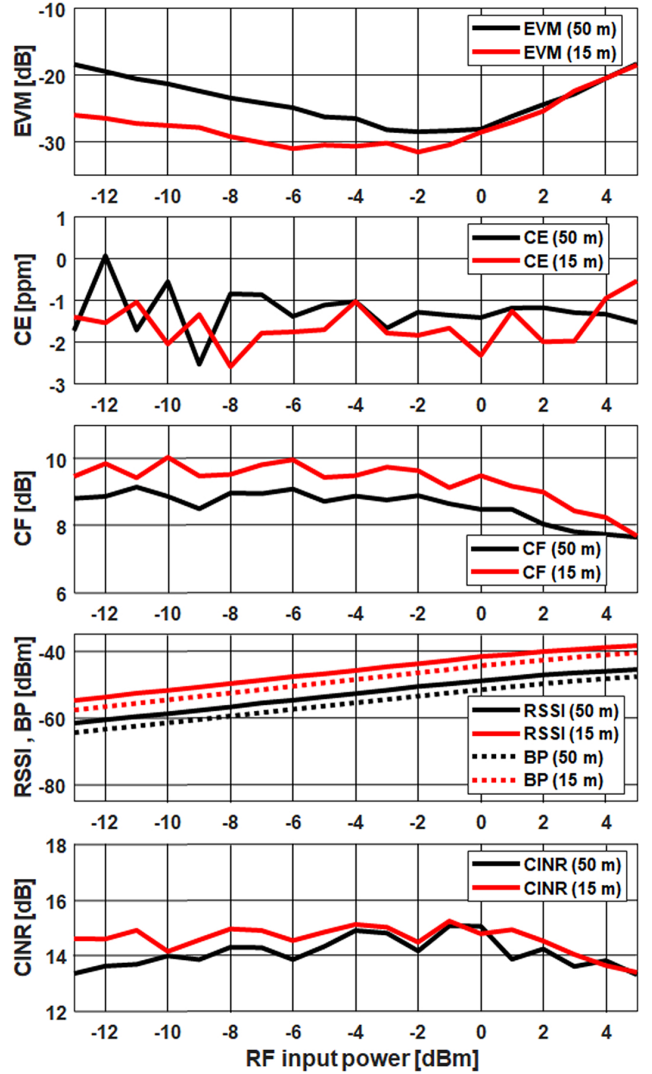 -10
-20
-30
EVM [dB]
EVM (50 m)
EVM (15 m)
-12 -10 -8 -6 -4 -2 0 2 4
1
0
-1
-2
-3
CE [ppm]
CE (50 m)
CE (15 m)
-12 -10 -8 -6 -4 -2 0 2 4
10
8
6
CF [dB]
CF (50 m)
CF (15 m)
-12 -10 -8 -6 -4 -2 0 2 4
-40
-60
-80
RSSI , BP [dBm]
RSSI (50 m)
RSSI (15 m)
BP (50 m)
BP (15 m)
-12 -10 -8 -6 -4 -2 0 2 4
18
16
14
12
CINR [dB]
CINR (50 m)
CINR (15 m)
-12 -10 -8 -6 -4 -2 0 2 4
RF input power [dBm]